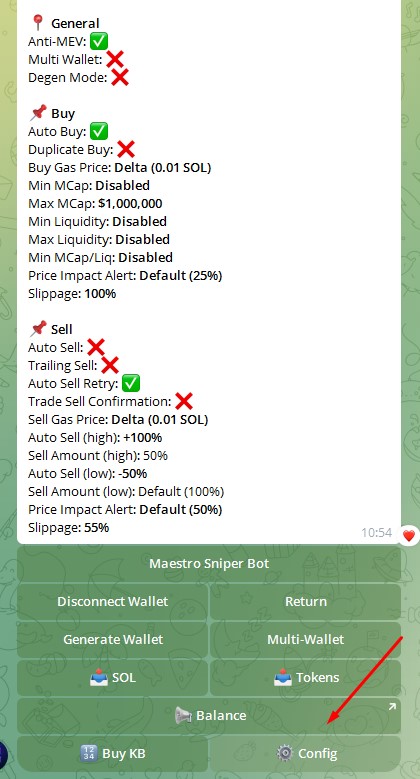 General
Anti-MEV: ✅
Multi Wallet: ❌
Degen Mode: ❌
Buy
Auto Buy: ✅
Duplicate Buy: ❌
Buy Gas Price: Delta (0.01 SOL)
Min MCap: Disabled
Max MCap: $1,000,000
Min Liquidity: Disabled
Max Liquidity: Disabled
Min MCap/Liq: Disabled
Price Impact Alert: Default (25%)
Slippage: 100%
Sell
Auto Sell: ❌
Trailing Sell: ❌
Auto Sell Retry: ✅
Trade Sell Confirmation: ❌
Sell Gas Price: Delta (0.01 SOL)
Auto Sell (high): +100%
Sell Amount (high): 50%
Auto Sell (low): -50%
Sell Amount (low): Default (100%)
Price Impact Alert: Default (50%)
Slippage: 55%
10:54
Maestro Sniper Bot
Disconnect Wallet
Return
Generate Wallet
Multi-Wallet
SOL
Tokens
Balance
1234 Buy KB
Config